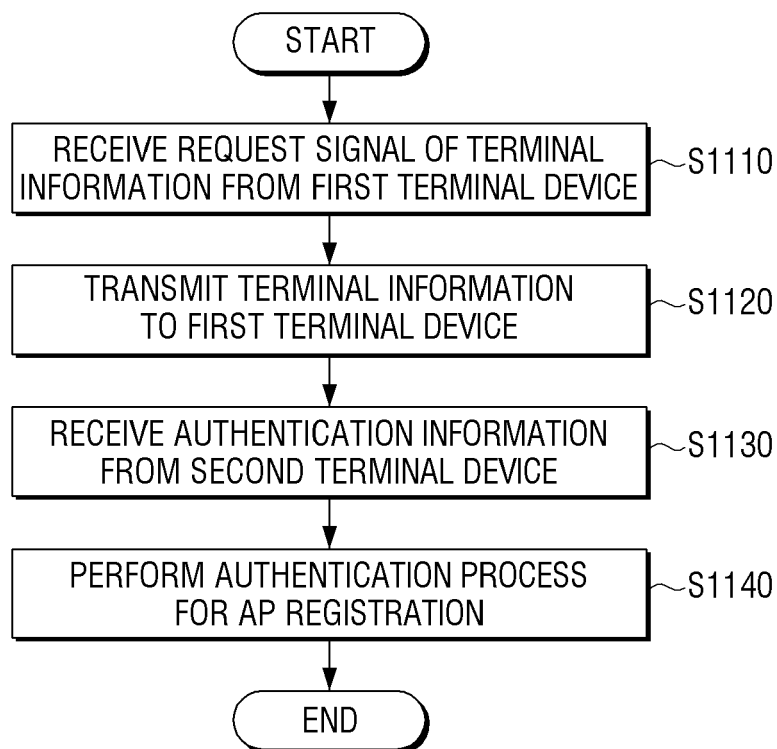 START
RECEIVE REQUEST SIGNAL OF TERMINAL
INFORMATION FROM FIRST TERMINAL DEVICE
S1110
TRANSMIT TERMINAL INFORMATION
TO FIRST TERMINAL DEVICE
S1120
RECEIVE AUTHENTICATION INFORMATION
FROM SECOND TERMINAL DEVICE
S1130
PERFORM AUTHENTICATION PROCESS
FOR AP REGISTRATION
S1140
END